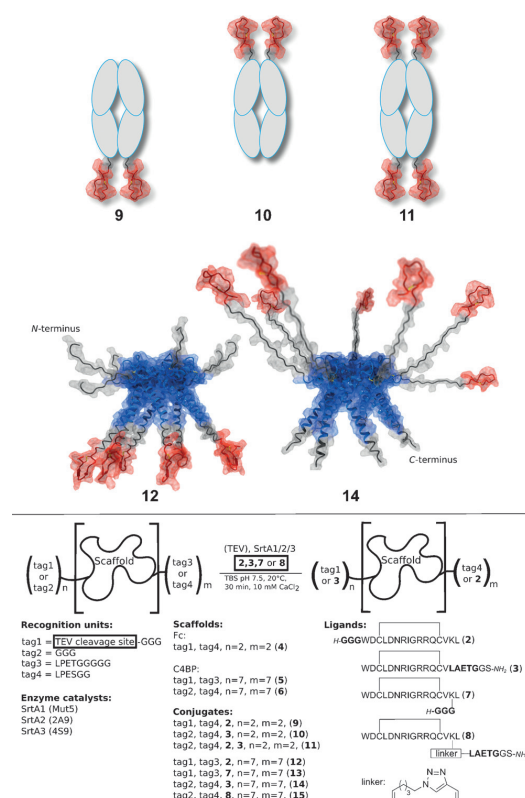 9
10
11
N-terminus
12
14
C-terminus
tag1
or
tag2
n
Scaffold
tag3
or
tag4
m
(TEV), SrtA1/2/3
2,3,7 or 8
TBS pH 7.5, 20°C,
30 min, 10 mM CaCl2
tag1
or
3
n
Scaffold
tag4
or
2
m
Recognition units:
tag1 = TEV cleavage site-GGG
tag2 = GGG
tag3 = LPETGGGGG
tag4 = LPESGG
Enzyme catalysts:
SrtA1 (Mut5)
SrtA2 (2A9)
SrtA3 (4S9)
Scaffolds:
Fc:
tag1, tag4, n=2, m=2 (4)
C4BP:
tag1, tag3, n=7, m=7 (5)
tag2, tag4, n=7, m=7 (6)
Conjugates:
tag1, tag4, 2, n=2, m=2, (9)
tag2, tag4, 3, n=2, m=2, (10)
tag2, tag4, 2, 3, n=2, m=2, (11)
tag1, tag3, 2, n=7, m=7 (12)
tag1, tag3, 7, n=7, m=7 (13)
tag2, tag4, 3, n=7, m=7 (14)
tag2, tag4, 8, n=7, m=7 (15)
Ligands:
H-GGGWDCLDNRIGRRQCVKL (2)
WDCLDNRIGRRQCVKLLAETGGS-NH2 (3)
WDCLDNRIGRRQCVKL (7)
H-GGG
WDCLDNRIGRRQCVKL (8)
linker-LAETGGS-NH
linker:
N=N
N
3